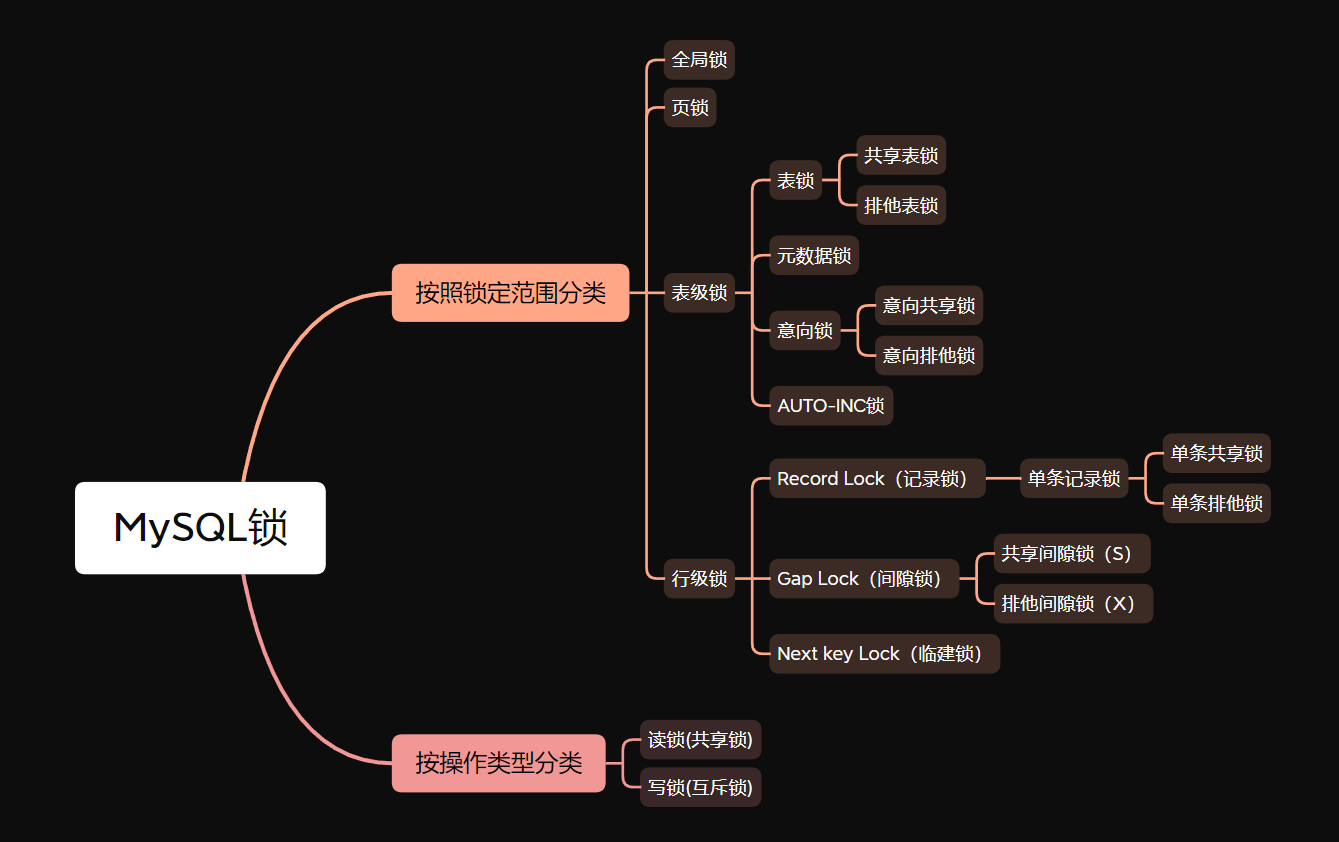 MySQL锁
按照锁定范围分类
全局锁
页锁
表级锁
表锁
共享表锁
排他表锁
元数据锁
意向锁
意向共享锁
意向排他锁
AUTO-INC锁
行级锁
Record Lock（记录锁）
单条记录锁
单条共享锁
单条排他锁
Gap Lock（间隙锁）
共享间隙锁（S）
排他间隙锁（X）
Next key Lock（临建锁）
按操作类型分类
读锁(共享锁)
写锁(互斥锁)